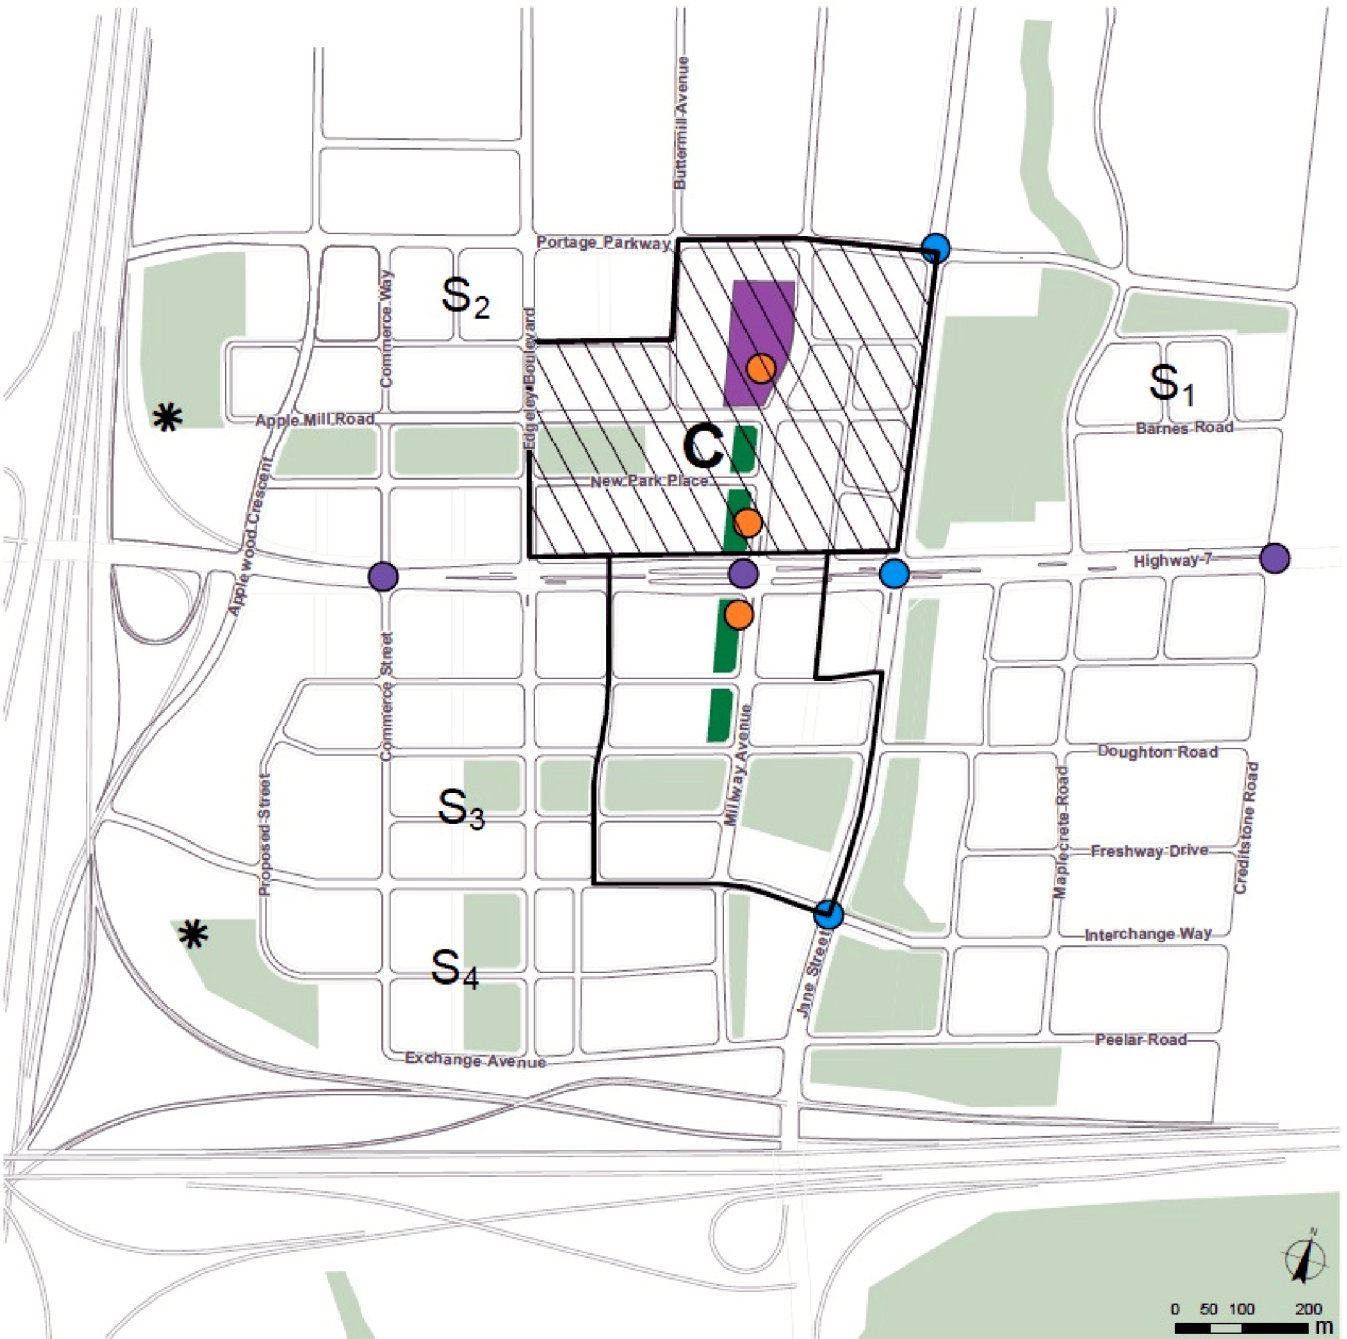 Buttermill Avenue
Portage Parkway
S2
Commerce Way
Edgeley Boulevard
S1
Apple Mill Road
Barnes Road
C
New Park Place
Applewood Crescent
Highway 7
Commerce Street
Millway Avenue
Doughton Road
Proposed Street
S3
Maplecrete Road
Creditstone Road
Freshway Drive
Interchange Way
S4
Jane Street
Peelar Road
Exchange Avenue
N
0 50 100 200
m